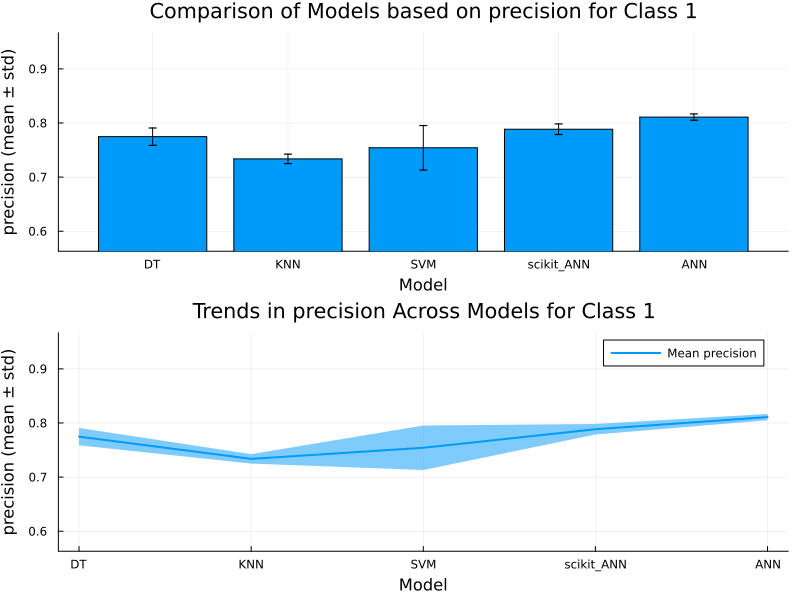 Comparison of Models based on precision for Class 1
precision (mean ± std)
0.9
0.8
0.7
0.6
DT KNN SVM scikit_ANN ANN
Model
Trends in precision Across Models for Class 1
precision (mean ± std)
Mean precision
0.9
0.8
0.7
0.6
DT KNN SVM scikit_ANN ANN
Model